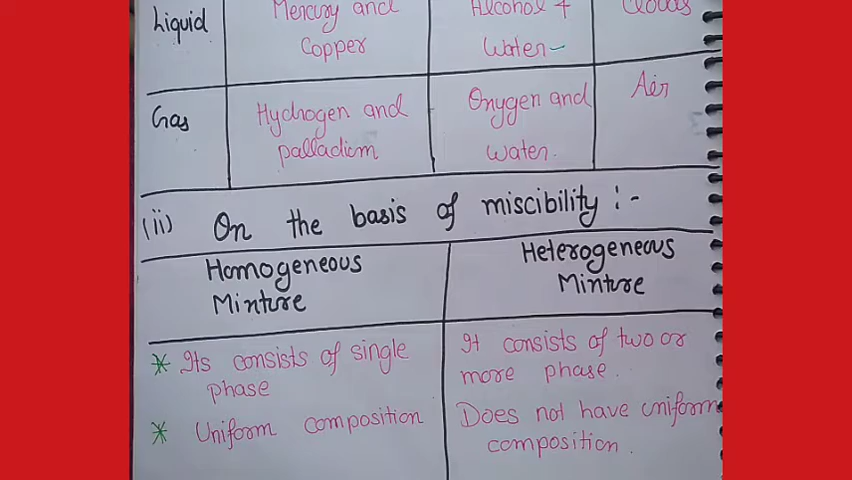 Liquid
Mercury and
Copper
Alcohol +
Water
Clouds
Gas
Hydrogen and
palladium
Oxygen and
water.
Air
(ii) On the basis of miscibility :-
Homogeneous
Mixture
Heterogeneous
Mixture
* Its consists of single
phase
* Uniform composition
It consists of two or
more phase.
Does not have uniform
composition.